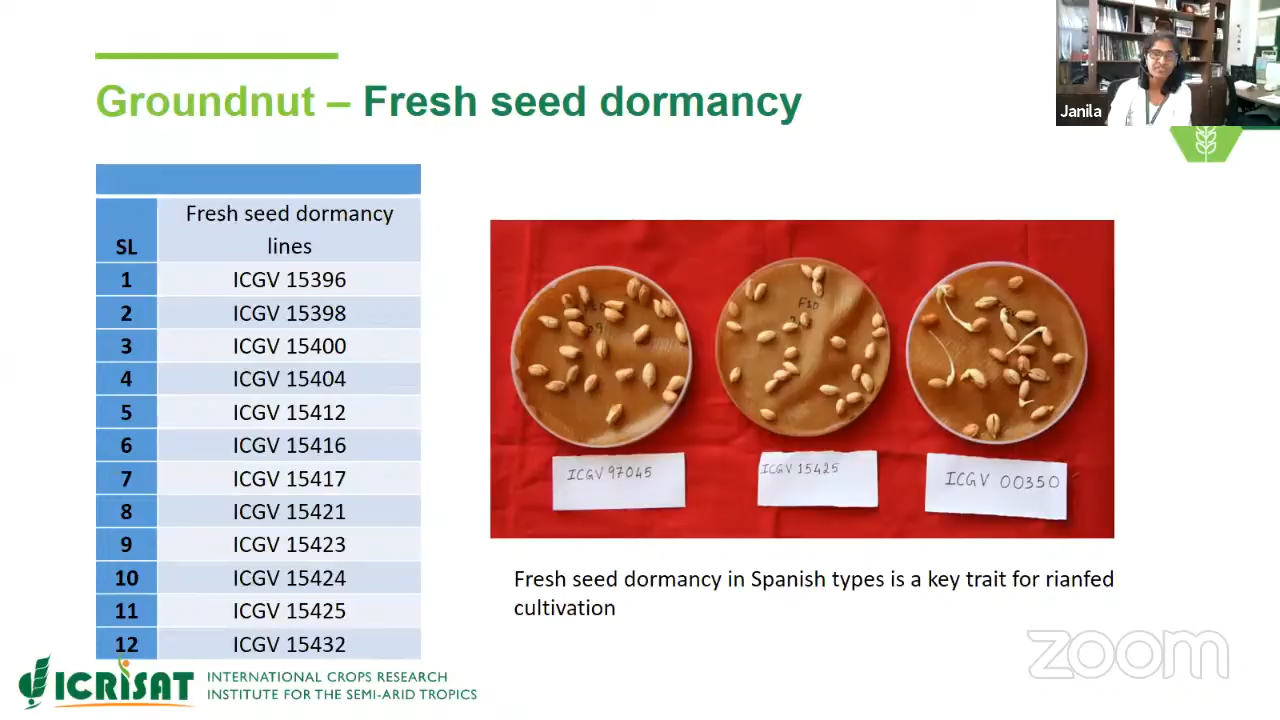 Groundnut – Fresh seed dormancy
Janila
SL
Fresh seed dormancy
lines
1 ICGV 15396
2 ICGV 15398
3 ICGV 15400
4 ICGV 15404
5 ICGV 15412
6 ICGV 15416
7 ICGV 15417
8 ICGV 15421
9 ICGV 15423
10 ICGV 15424
11 ICGV 15425
12 ICGV 15432
F10
ICGV 97045
ICGV 15425
ICGV 00350
Fresh seed dormancy in Spanish types is a key trait for rianfed
cultivation
ICRISAT
INTERNATIONAL CROPS RESEARCH
INSTITUTE FOR THE SEMI-ARID TROPICS
zoom